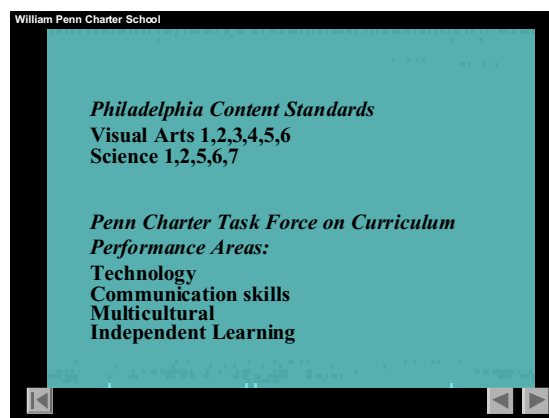 William Penn Charter School
Philadelphia Content Standards
Visual Arts 1,2,3,4,5,6
Science 1,2,5,6,7
Penn Charter Task Force on Curriculum
Performance Areas:
Technology
Communication skills
Multicultural
Independent Learning